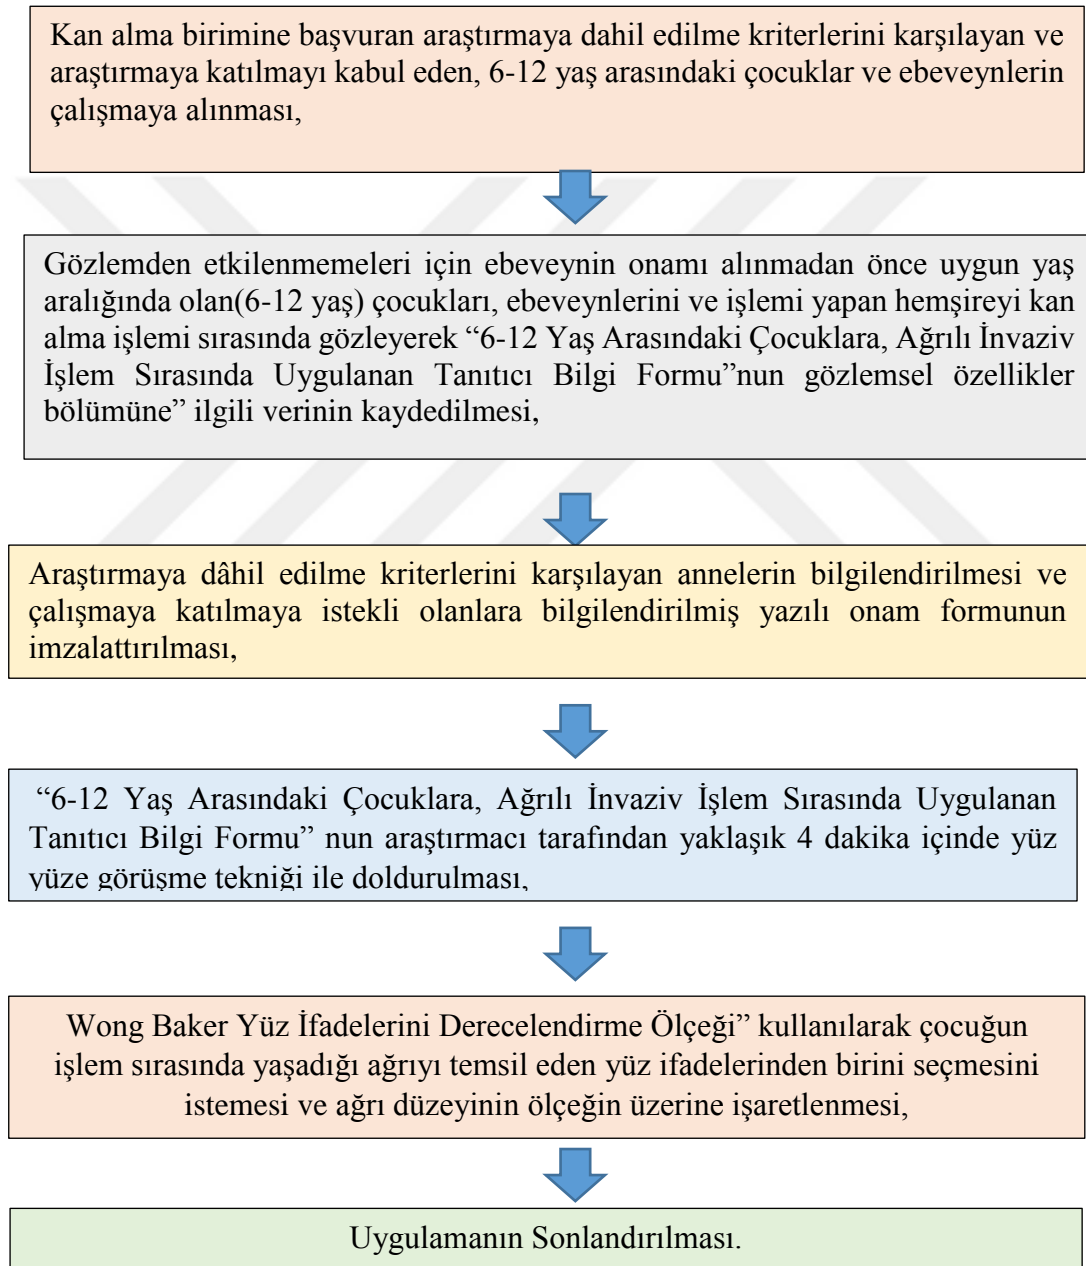 Kan alma birimine başvuran araştırmaya dahil edilme kriterlerini karşılayan ve
araştırmaya katılmayı kabul eden, 6-12 yaş arasındaki çocuklar ve ebeveynlerin
çalışmaya alınması,
Gözlemden etkilenmemeleri için ebeveynin onamı alınmadan önce uygun yaş
aralığında olan(6-12 yaş) çocukları, ebeveynlerini ve işlemi yapan hemşireyi kan
alma işlemi sırasında gözleyerek “6-12 Yaş Arasındaki Çocuklara, Ağrılı İnvaziv
İşlem Sırasında Uygulanan Tanıtıcı Bilgi Formu”nun gözlemsel özellikler
bölümüne” ilgili verinin kaydedilmesi,
Araştırmaya dâhil edilme kriterlerini karşılayan annelerin bilgilendirilmesi ve
çalışmaya katılmaya istekli olanlara bilgilendirilmiş yazılı onam formunun
imzalattırılması,
“6-12 Yaş Arasındaki Çocuklara, Ağrılı İnvaziv İşlem Sırasında Uygulanan
Tanıtıcı Bilgi Formu” nun araştırmacı tarafından yaklaşık 4 dakika içinde yüz
yüze görüşme tekniği ile doldurulması,
Wong Baker Yüz İfadelerini Derecelendirme Ölçeği” kullanılarak çocuğun
işlem sırasında yaşadığı ağrıyı temsil eden yüz ifadelerinden birini seçmesini
istemesi ve ağrı düzeyinin ölçeğin üzerine işaretlenmesi,
Uygulamanın Sonlandırılması.